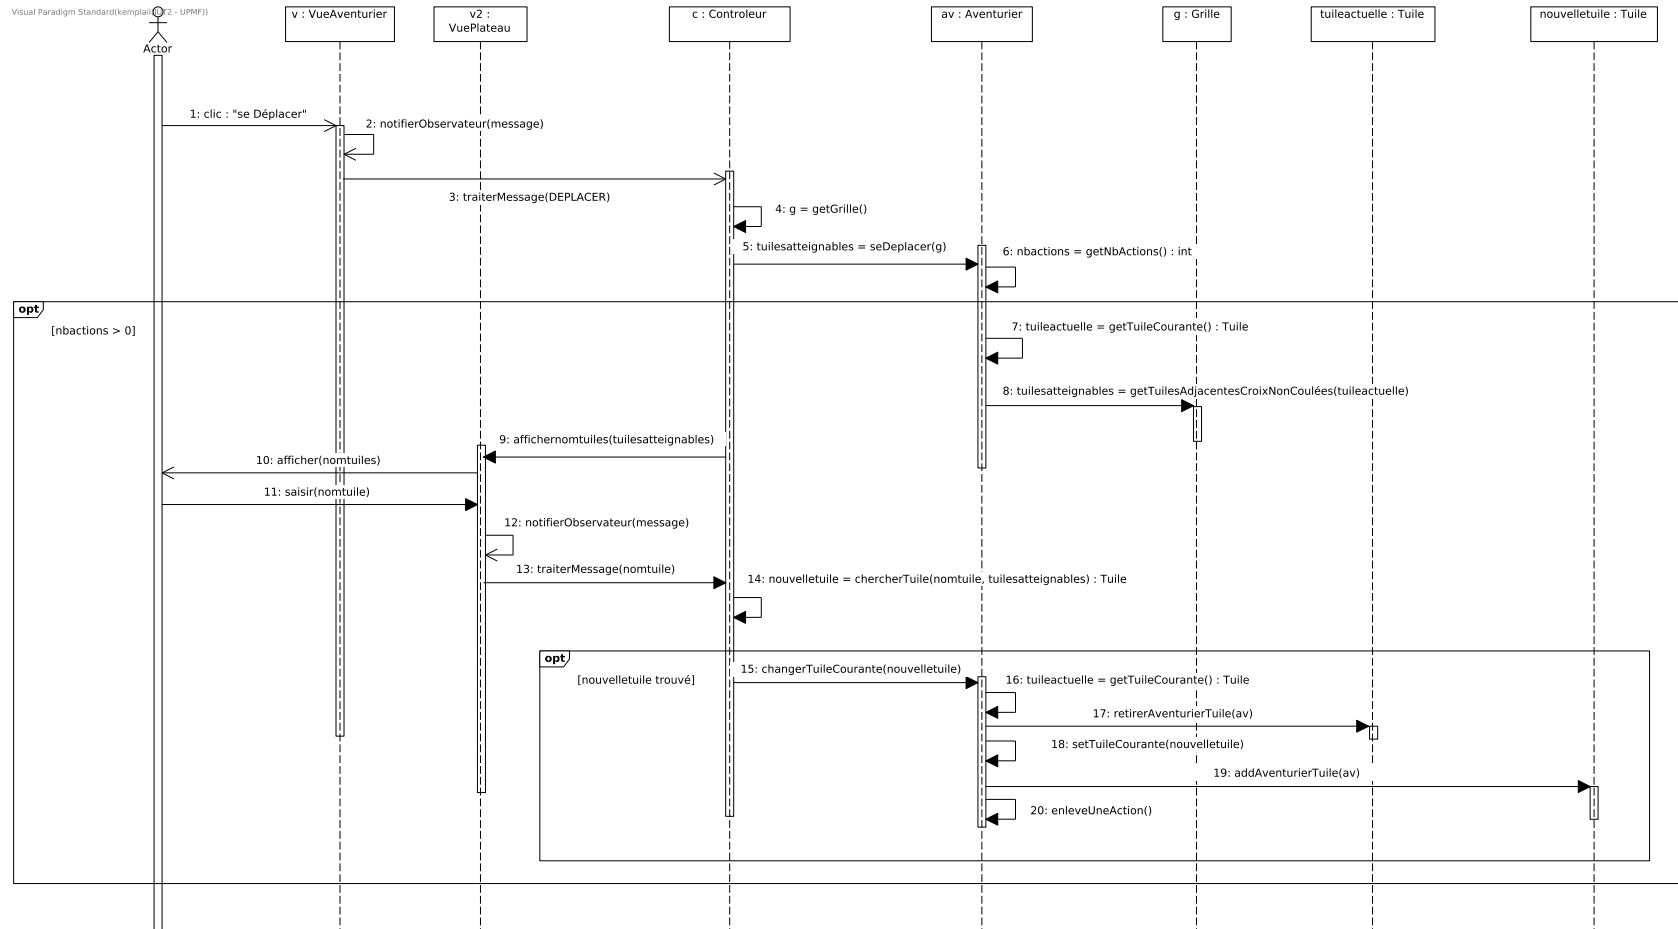 Visual Paradigm Standard(kemplail(IUT2 - UPMF))
Actor
v : VueAventurier
v2 :
VuePlateau
c : Controleur
av : Aventurier
g : Grille
tuileactuelle : Tuile
nouvelletuile : Tuile
1: clic : "se Déplacer"
2: notifierObservateur(message)
3: traiterMessage(DEPLACER)
4: g = getGrille()
5: tuilesatteignables = seDeplacer(g)
6: nbactions = getNbActions() : int
opt
[nbactions > 0]
7: tuileactuelle = getTuileCourante() : Tuile
8: tuilesatteignables = getTuilesAdjacentesCroixNonCoulées(tuileactuelle)
9: affichernomtuiles(tuilesatteignables)
10: afficher(nomtuiles)
11: saisir(nomtuile)
12: notifierObservateur(message)
13: traiterMessage(nomtuile)
14: nouvelletuile = chercherTuile(nomtuile, tuilesatteignables) : Tuile
opt
[nouvelletuile trouvé]
15: changerTuileCourante(nouvelletuile)
16: tuileactuelle = getTuileCourante() : Tuile
17: retirerAventurierTuile(av)
18: setTuileCourante(nouvelletuile)
19: addAventurierTuile(av)
20: enleveUneAction()